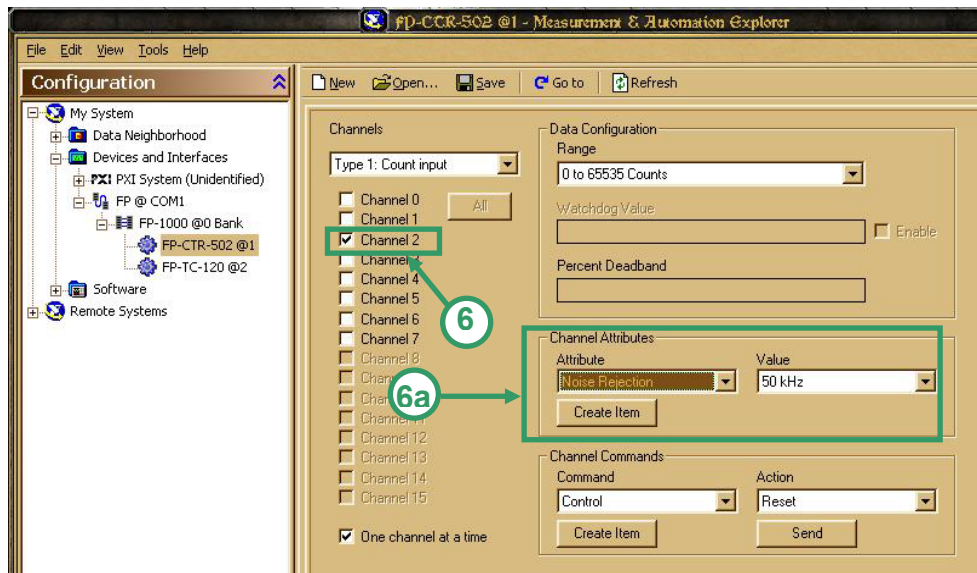 FP-CTR-502 @1 - Measurement & Automation Explorer
File Edit View Tools Help
Configuration
New Open... Save Go to Refresh
My System
Data Neighborhood
Devices and Interfaces
PXI PXI System (Unidentified)
FP @ COM1
FP-1000 @0 Bank
FP-CTR-502 @1
FP-TC-120 @2
Software
Remote Systems
Channels
Type 1: Count input
Channel 0
All
Channel 1
Channel 2
Channel 4
Channel 5
Channel 6
Channel 7
Channel 8
Channel 12
Channel 13
Channel 14
Channel 15
One channel at a time
6
6a
Data Configuration
Range
0 to 65535 Counts
Watchdog Value
Enable
Percent Deadband
Channel Attributes
Attribute Value
Noise Rejection 50 kHz
Create Item
Channel Commands
Command Action
Control Reset
Create Item Send